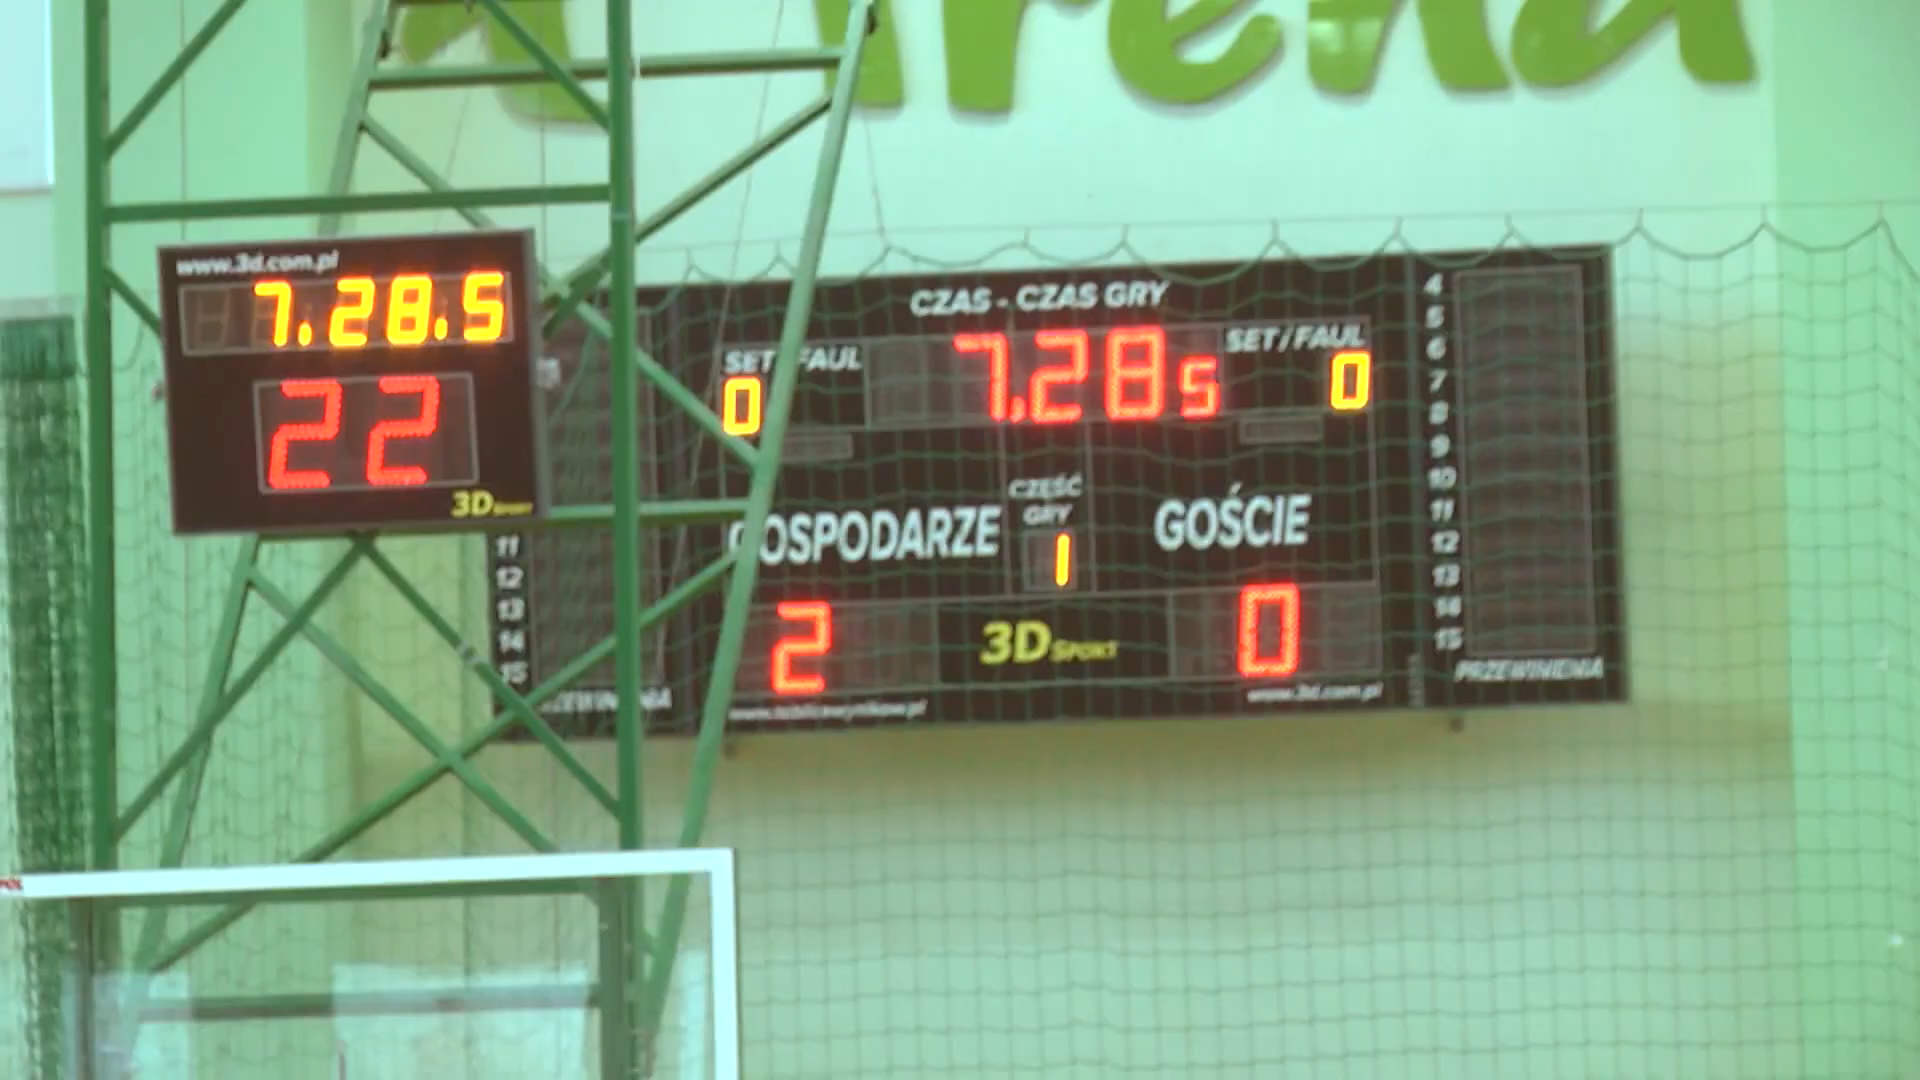 Arena
www.3d.com.pl
7.28.5
22
3D SPORT
CZAS - CZAS GRY
SET/FAUL
7.28 5
SET/FAUL
0
0
CZĘŚĆ
GRY
GOSPODARZE
GOŚCIE
1
2
3D SPORT
0
www.3d.com.pl
11
12
13
14
15
4
5
6
7
8
9
10
11
12
13
14
15
PRZEWINIENIA